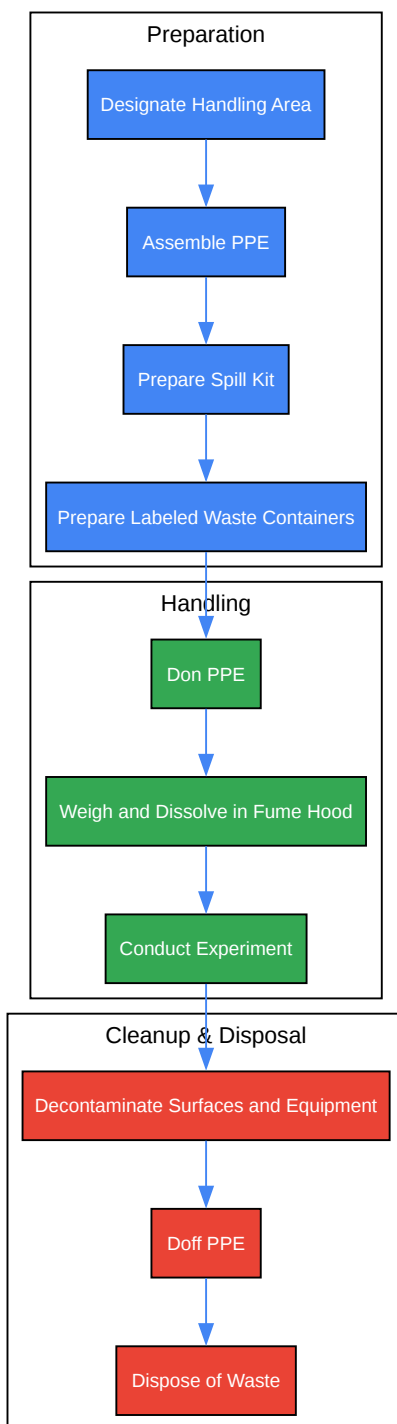 Preparation
Designate Handling Area
Assemble PPE
Prepare Spill Kit
Prepare Labeled Waste Containers
Handling
Don PPE
Weigh and Dissolve in Fume Hood
Conduct Experiment
Cleanup & Disposal
Decontaminate Surfaces and Equipment
Doff PPE
Dispose of Waste